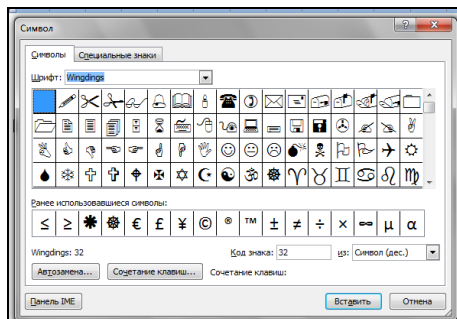 Символ
Символы Специальные знаки
Шрифт: Wingdings
Ранее использовавшиеся символы:
≤ ≥ ✱ ☸ € £ ¥ © ® ™ ± ≠ ÷ × ∞ µ α
Wingdings: 32 Код знака: 32 из: Символ (дес.)
Автозамена... Сочетание клавиш... Сочетание клавиш:
Панель IME Вставить Отмена